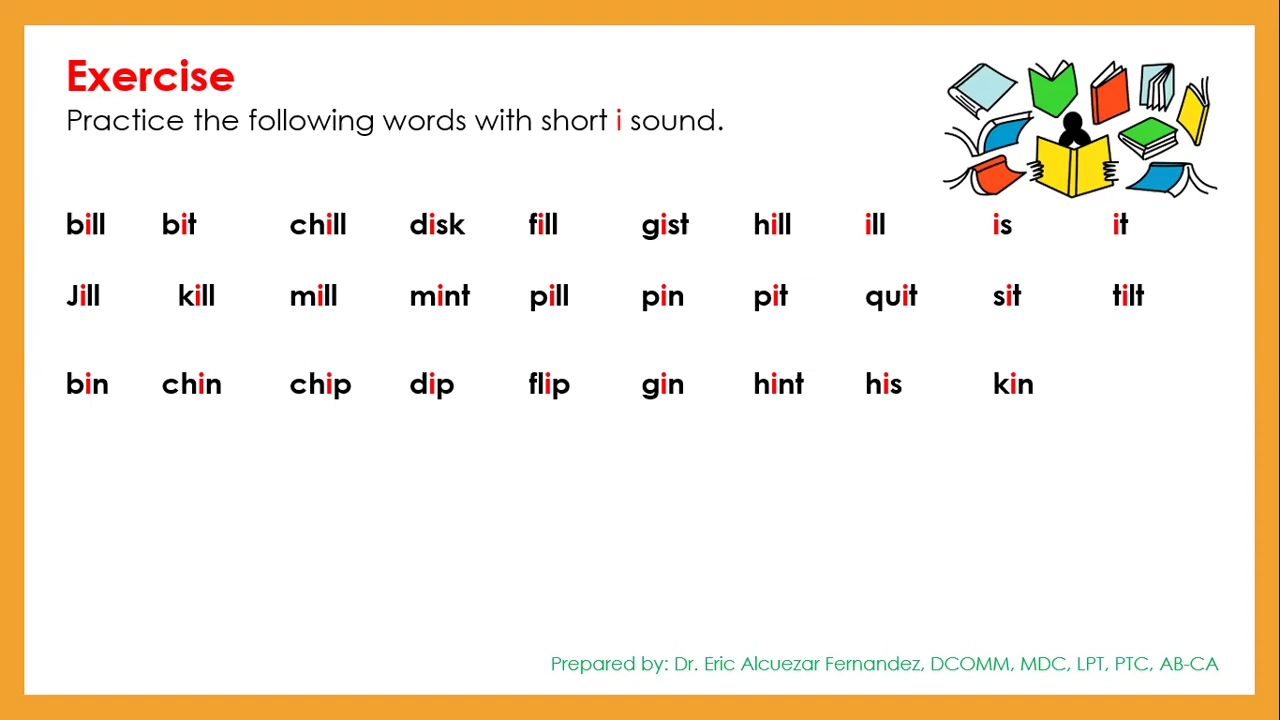 Exercise
Practice the following words with short i sound.
bill bit chill disk fill gist hill ill is it
Jill kill mill mint pill pin pit quit sit tilt
bin chin chip dip flip gin hint his kin
Prepared by: Dr. Eric Alcuezar Fernandez, DCOMM, MDC, LPT, PTC, AB-CA